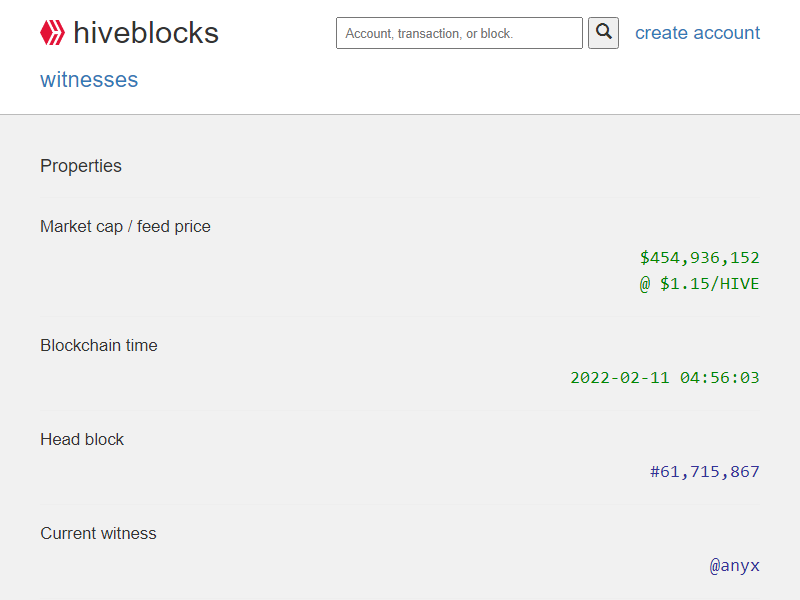 hiveblocks
Account, transaction, or block.
create account
witnesses
Properties
Market cap / feed price
$454,936,152
@ $1.15/HIVE
Blockchain time
2022-02-11 04:56:03
Head block
#61,715,867
Current witness
@anyx